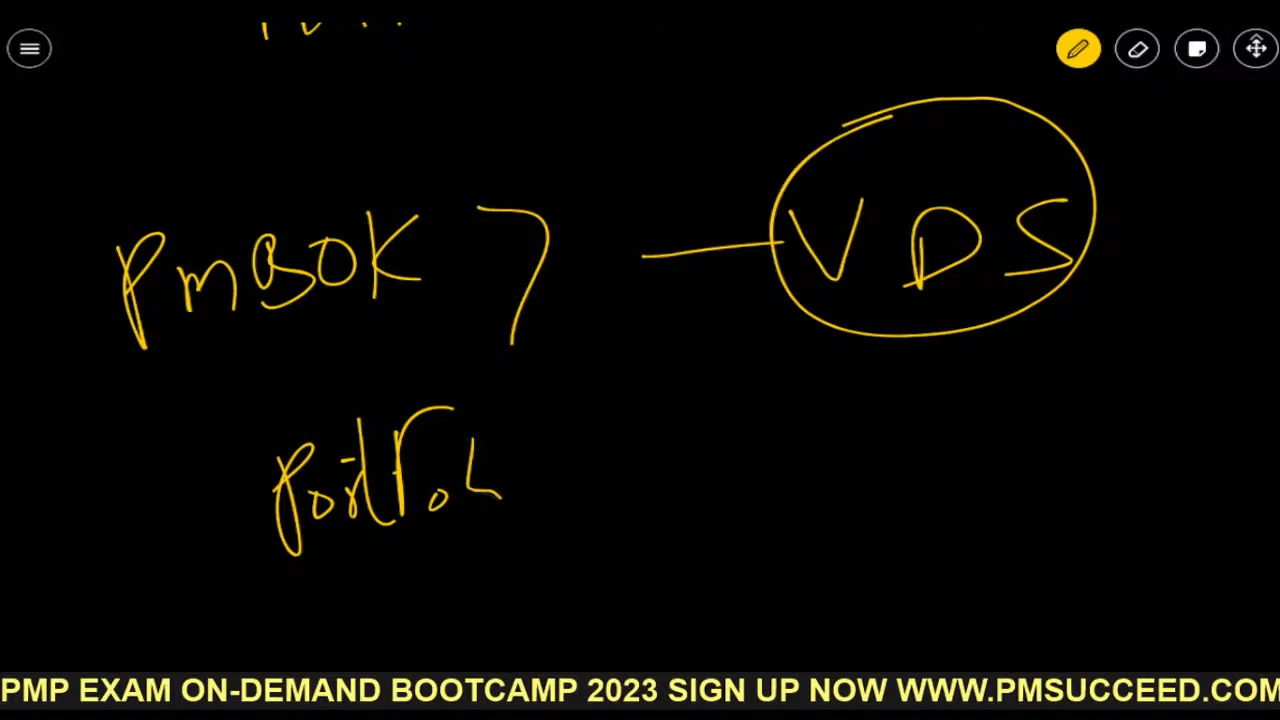 PmBOK 7 — VDS
Portfol
PMP EXAM ON-DEMAND BOOTCAMP 2023 SIGN UP NOW WWW.PMSUCCEED.COM